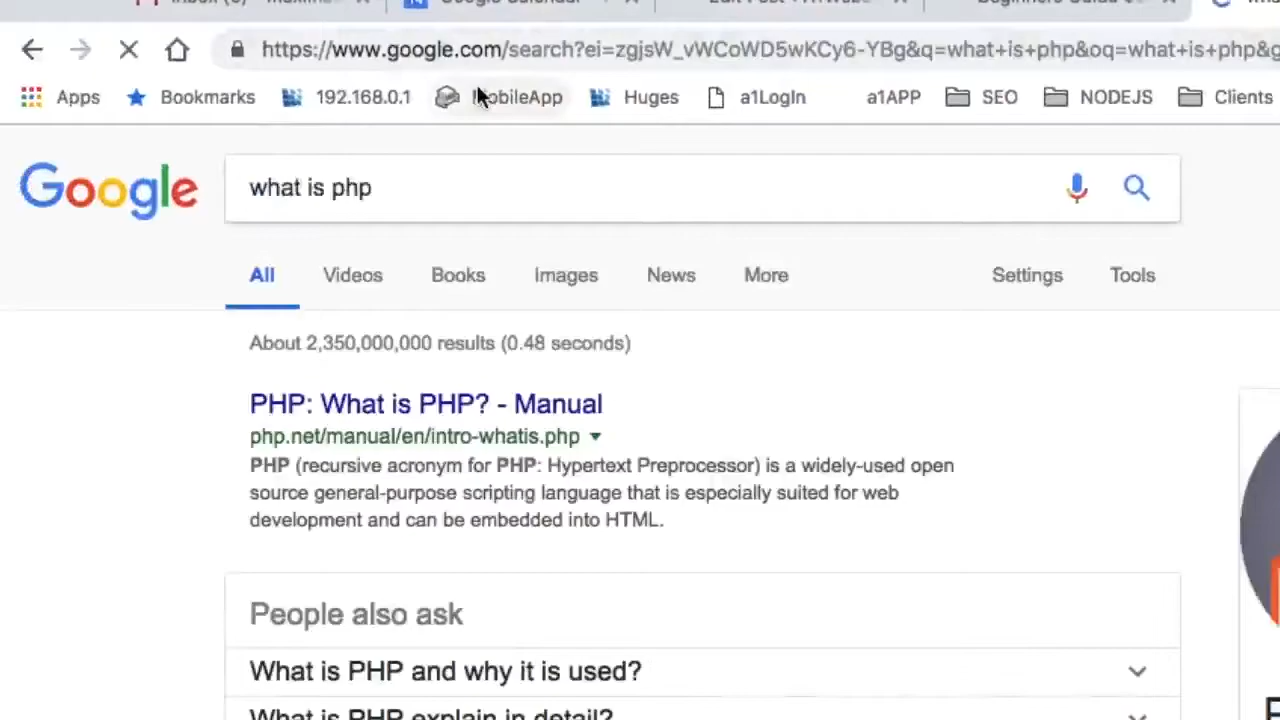 https://www.google.com/search?ei=zgjsW_vWCoWD5wKCy6-YBg&q=what+is+php&oq=what+is+php&g
Apps Bookmarks 192.168.0.1 MobileApp Huges a1LogIn a1APP SEO NODEJS Clients
Google what is php
All Videos Books Images News More Settings Tools
About 2,350,000,000 results (0.48 seconds)
PHP: What is PHP? - Manual
php.net/manual/en/intro-whatis.php
PHP (recursive acronym for PHP: Hypertext Preprocessor) is a widely-used open
source general-purpose scripting language that is especially suited for web
development and can be embedded into HTML.
People also ask
What is PHP and why it is used?
What is PHP explain in detail?